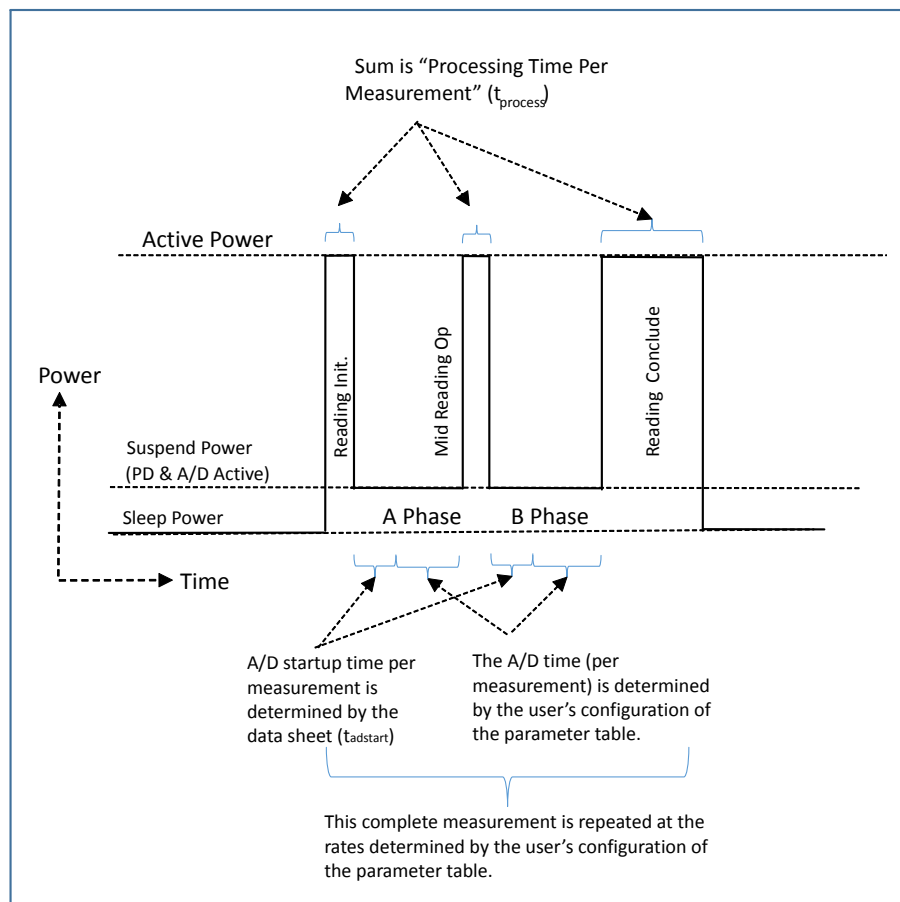 Sum is “Processing Time Per
Measurement” (tprocess)
Active Power
Reading Init.
Mid Reading Op
Reading Conclude
Power
Suspend Power
(PD & A/D Active)
Sleep Power
A Phase
B Phase
Time
A/D startup time per
measurement is
determined by the
data sheet (tadstart)
The A/D time (per
measurement) is determined
by the user’s configuration of
the parameter table.
This complete measurement is repeated at the
rates determined by the user’s configuration of
the parameter table.